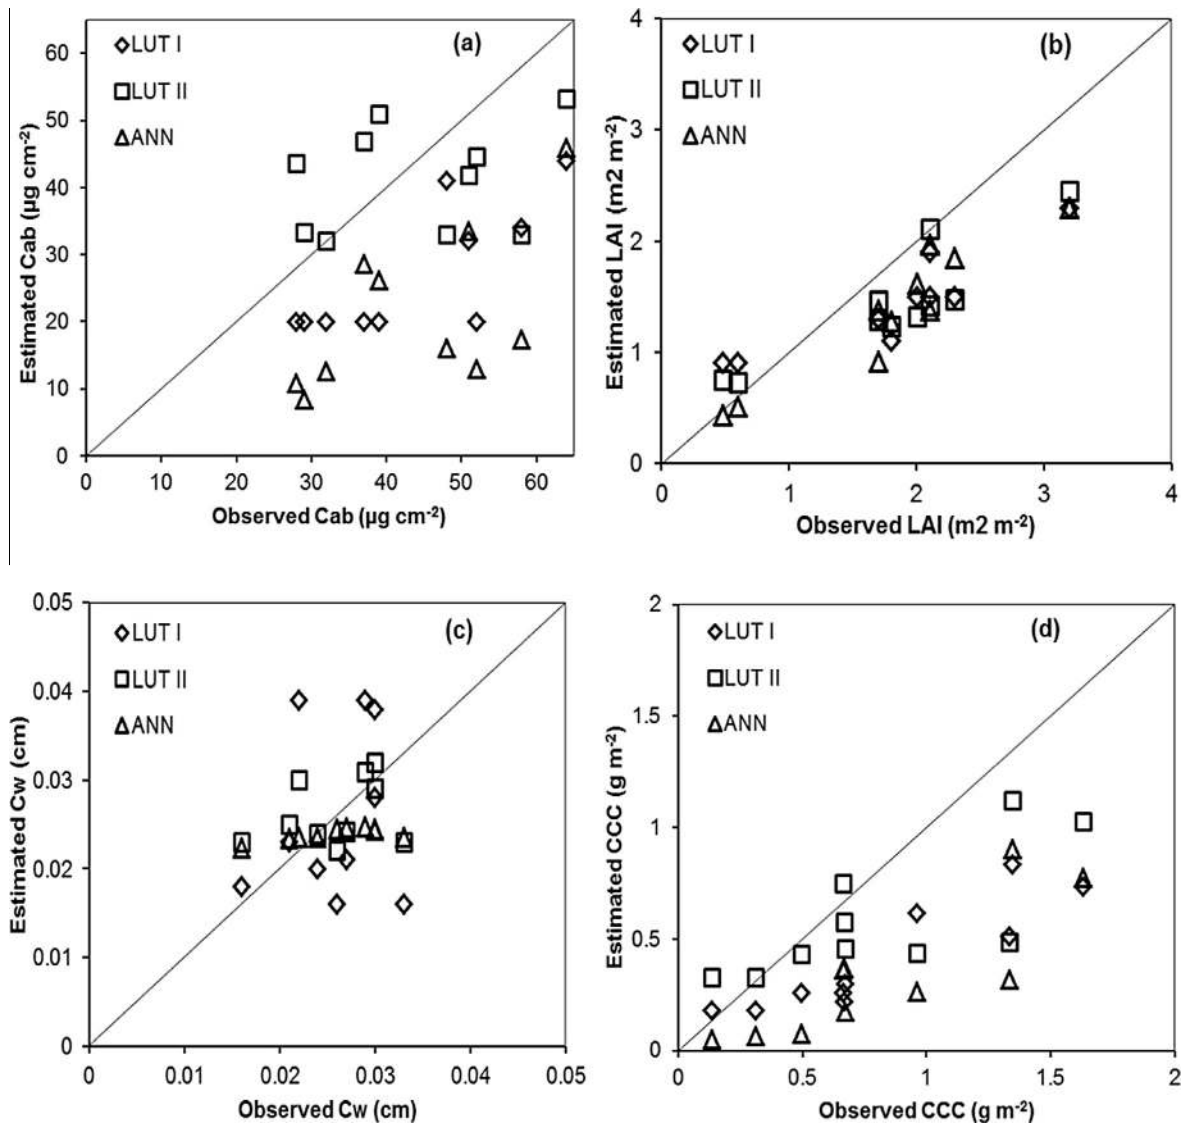 (a)
LUT I
LUT II
ANN
60
50
40
30
20
10
0
Estimated Cab (µg cm⁻²)
0 10 20 30 40 50 60
Observed Cab (µg cm⁻²)
(b)
LUT I
LUT II
ANN
4
3
2
1
0
Estimated LAI (m2 m⁻²)
0 1 2 3 4
Observed LAI (m2 m⁻²)
(c)
LUT I
LUT II
ANN
0.05
0.04
0.03
0.02
0.01
0
Estimated Cw (cm)
0 0.01 0.02 0.03 0.04 0.05
Observed Cw (cm)
(d)
LUT I
LUT II
ANN
2
1.5
1
0.5
0
Estimated CCC (g m⁻²)
0 0.5 1 1.5 2
Observed CCC (g m⁻²)